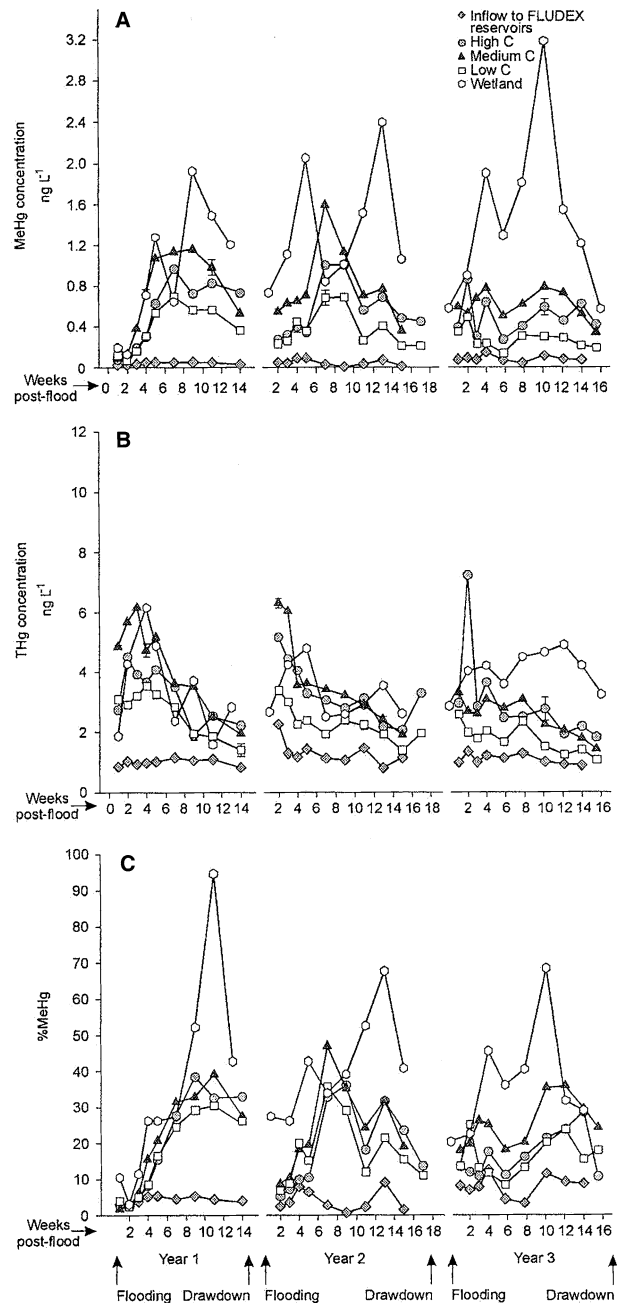 A
Inflow to FLUDEX
reservoirs
High C
Medium C
Low C
Wetland
MeHg concentration
ng L-1
3.2
2.8
2.4
2.0
1.6
1.2
0.8
0.4
0
Weeks
post-flood
0 2 4 6 8 10 12 14
2 4 6 8 10 12 14 16 18
2 4 6 8 10 12 14 16
B
THg concentration
ng L-1
12
10
8
6
4
2
0
Weeks
post-flood
0 2 4 6 8 10 12 14
2 4 6 8 10 12 14 16 18
2 4 6 8 10 12 14 16
C
%MeHg
100
90
80
70
60
50
40
30
20
10
0
Weeks
post-flood
2 4 6 8 10 12 14
2 4 6 8 10 12 14 16 18
2 4 6 8 10 12 14 16
Year 1 Year 2 Year 3
Flooding Drawdown Flooding Drawdown Flooding Drawdown